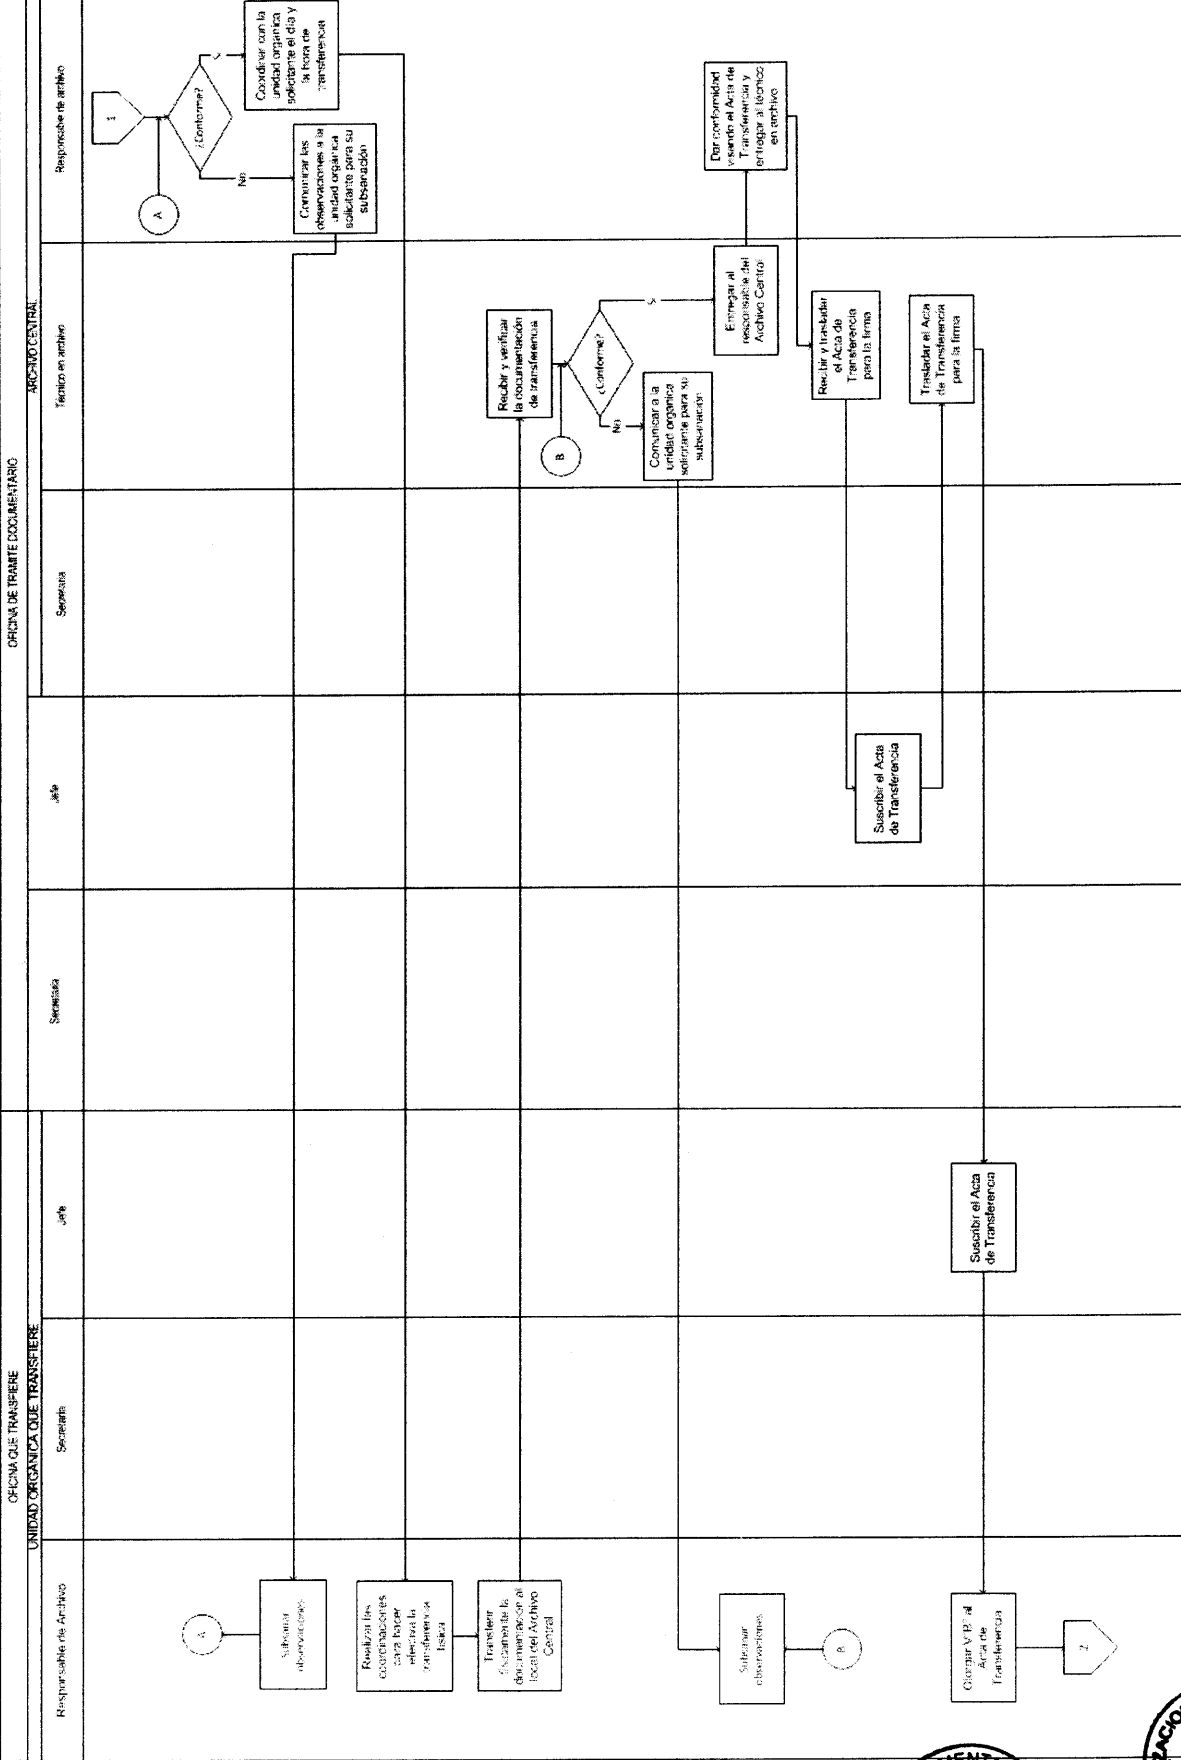 OFICINA QUE TRANSFIERE
OFICINA DE TRAMITE DOCUMENTARIO
UNIDAD ORGANICA QUE TRANSFIERE
ARCHIVO CENTRAL
Responsable de Archivo
Secretaria
Jefe
Secretaria
Jefe
Secretaria
Técnico en archivo
Responsable de archivo
1
A
¿Conforme?
Si
No
Coordinar con la
unidad orgánica
solicitante el día y
la hora de
transferencia
Comunicar las
observaciones a la
unidad orgánica
solicitante para su
subsanación
A
Subsanar
observaciones
Realizar las
coordinaciones
para hacer
efectiva la
transferencia
física
Transferir
físicamente la
documentación al
local del Archivo
Central
Recibir y verificar
la documentación
de transferencia
B
¿Conforme?
Si
No
Comunicar a la
unidad organica
solicitante para su
subsanación
Subsanar
observaciones
B
Entregar al
responsable del
Archivo Central
Dar conformidad
visando el Acta de
Transferencia y
entregar al técnico
en archivo
Recibir y trasladar
el Acta de
Transferencia
para la firma
Suscribir el Acta
de Transferencia
Trasladar el Acta
de Transferencia
para la firma
Suscribir el Acta
de Transferencia
Otorgar V°B° al
Acta de
Transferencia
2